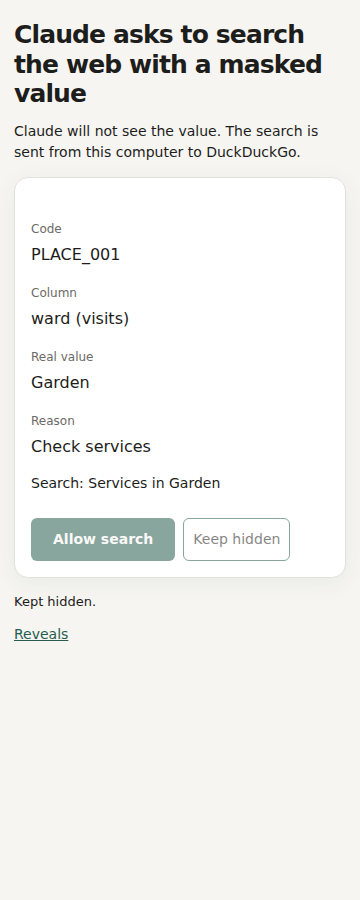 Claude asks to search
the web with a masked
value
Claude will not see the value. The search is
sent from this computer to DuckDuckGo.
Code
PLACE_001
Column
ward (visits)
Real value
Garden
Reason
Check services
Search: Services in Garden
Allow search
Keep hidden
Kept hidden.
Reveals